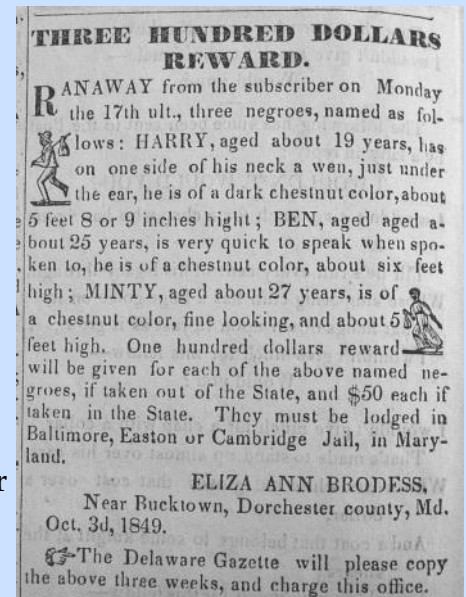 THREE HUNDRED DOLLARS
REWARD.
RANAWAY from the subscriber on Monday
the 17th ult., three negroes, named as fol-
lows: HARRY, aged about 19 years, has
on one side of his neck a wen, just under
the ear, he is of a dark chestnut color, about
5 feet 8 or 9 inches hight; BEN, aged aged a-
bout 25 years, is very quick to speak when spo-
ken to, he is of a chestnut color, about six feet
high; MINTY, aged about 27 years, is of
a chestnut color, fine looking, and about 5
feet high. One hundred dollars reward
will be given for each of the above named ne-
groes, if taken out of the State, and $50 each if
taken in the State. They must be lodged in
Baltimore, Easton or Cambridge Jail, in Mary-
land.
ELIZA ANN BRODESS,
Near Bucktown, Dorchester county, Md.
Oct. 3d, 1849.
☞The Delaware Gazette will please copy
the above three weeks, and charge this office.
r